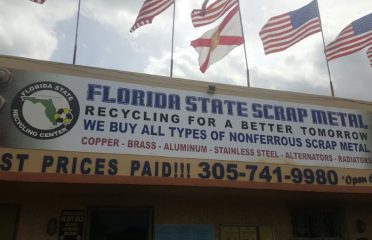 FLORIDA STATE SCRAP METAL
RECYCLING FOR A BETTER TOMORROW
WE BUY ALL TYPES OF NONFERROUS SCRAP METAL
COPPER - BRASS - ALUMINUM - STAINLESS STEEL - ALTERNATORS - RADIATORS
FLORIDA STATE
RECYCLING CENTER
ST PRICES PAID!!! 305-741-9980 "Open